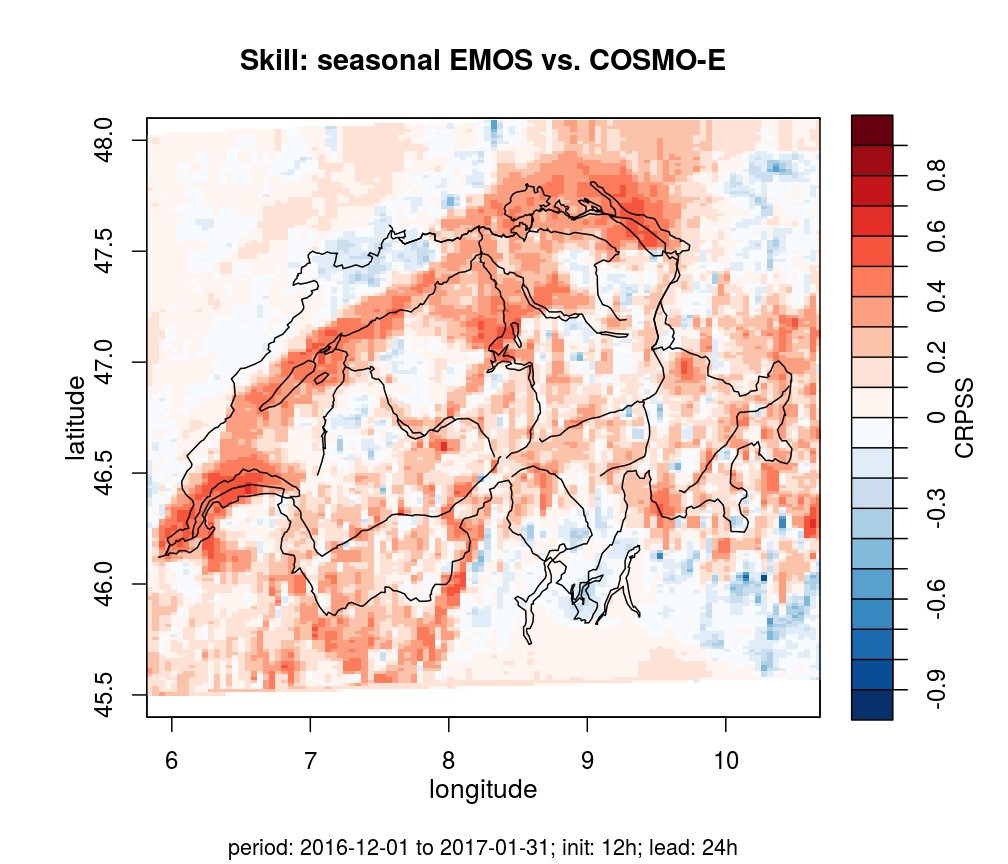 Skill: seasonal EMOS vs. COSMO-E
48.0
47.5
47.0
46.5
46.0
45.5
latitude
6 7 8 9 10
longitude
0.8
0.6
0.4
0.2
0
-0.3
-0.6
-0.9
CRPSS
period: 2016-12-01 to 2017-01-31; init: 12h; lead: 24h